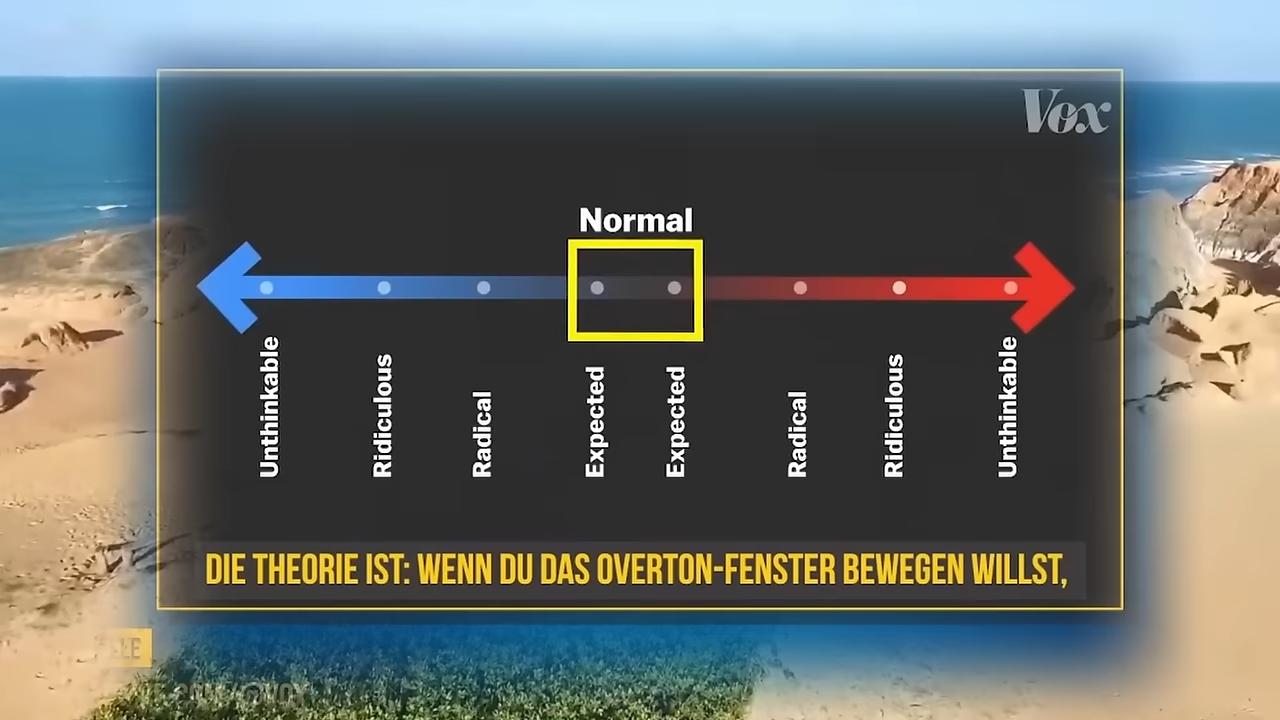 Vox
Normal
Unthinkable
Ridiculous
Radical
Expected
Expected
Radical
Ridiculous
Unthinkable
DIE THEORIE IST: WENN DU DAS OVERTON-FENSTER BEWEGEN WILLST,